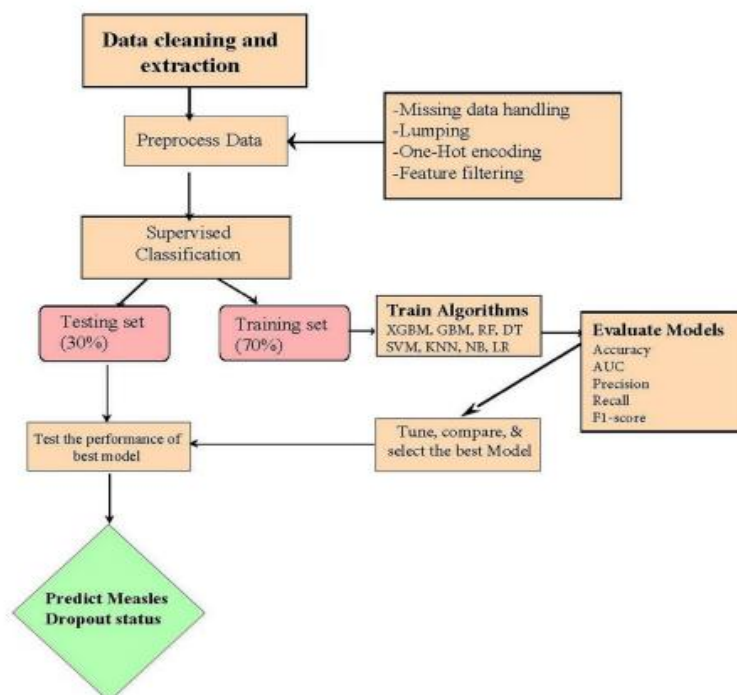 Data cleaning and
extraction
Preprocess Data
-Missing data handling
-Lumping
-One-Hot encoding
-Feature filtering
Supervised
Classification
Testing set
(30%)
Training set
(70%)
Train Algorithms
XGBM, GBM, RF, DT
SVM, KNN, NB, LR
Evaluate Models
Accuracy
AUC
Precision
Recall
F1-score
Tune, compare, &
select the best Model
Test the performance of
best model
Predict Measles
Dropout status